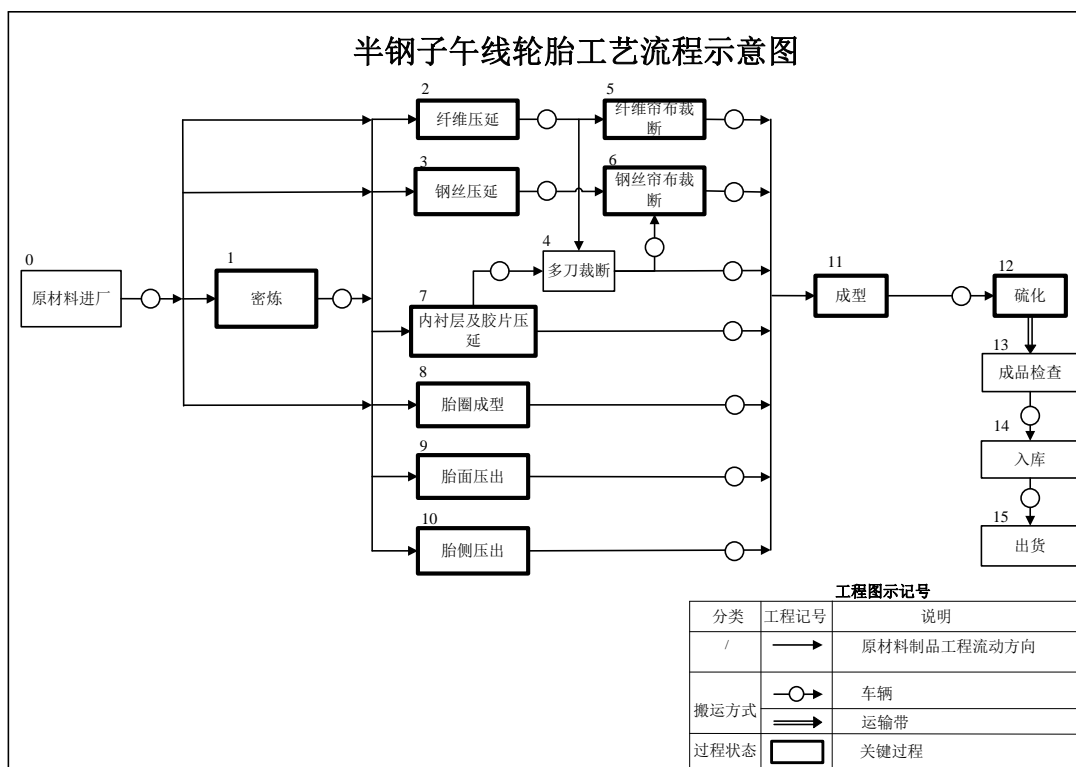 半钢子午线轮胎工艺流程示意图
2
纤维压延
5
纤维帘布裁
断
3
钢丝压延
6
钢丝帘布裁
断
4
多刀裁断
0
原材料进厂
1
密炼
7
内衬层及胶片压
延
11
成型
12
硫化
13
成品检查
8
胎圈成型
14
入库
9
胎面压出
15
出货
10
胎侧压出
工程图示记号
分类 工程记号 说明
/ 原材料制品工程流动方向
搬运方式 车辆
运输带
过程状态 关键过程